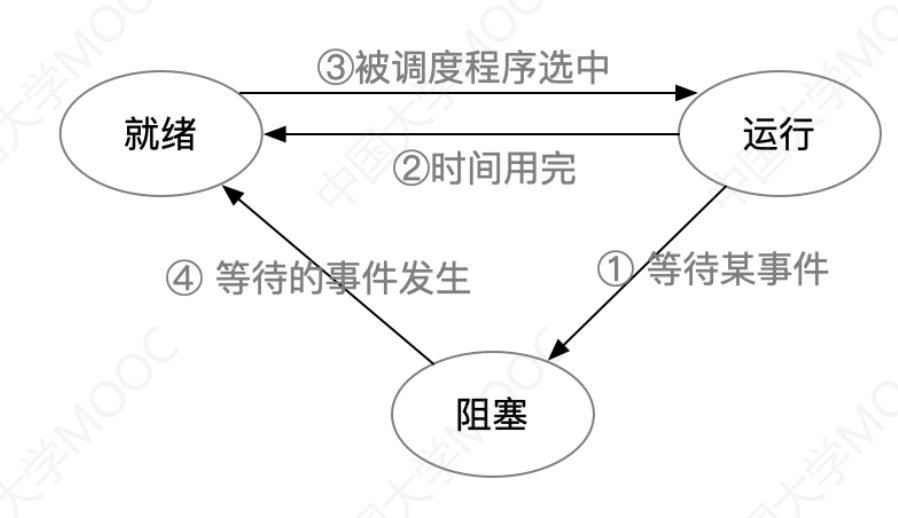 ③被调度程序选中
就绪
运行
②时间用完
④ 等待的事件发生
① 等待某事件
阻塞
中国大学MOOC